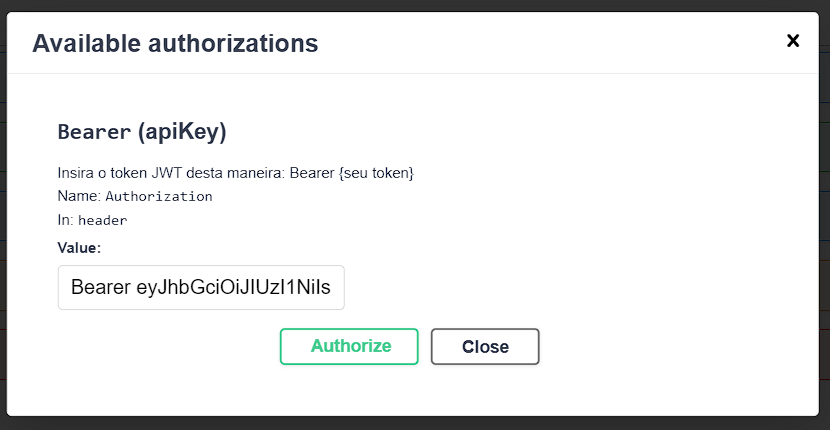 Available authorizations
Bearer (apiKey)
Insira o token JWT desta maneira: Bearer {seu token}
Name: Authorization
In: header
Value:
Bearer eyJhbGciOiJIUzI1NiIs
Authorize Close